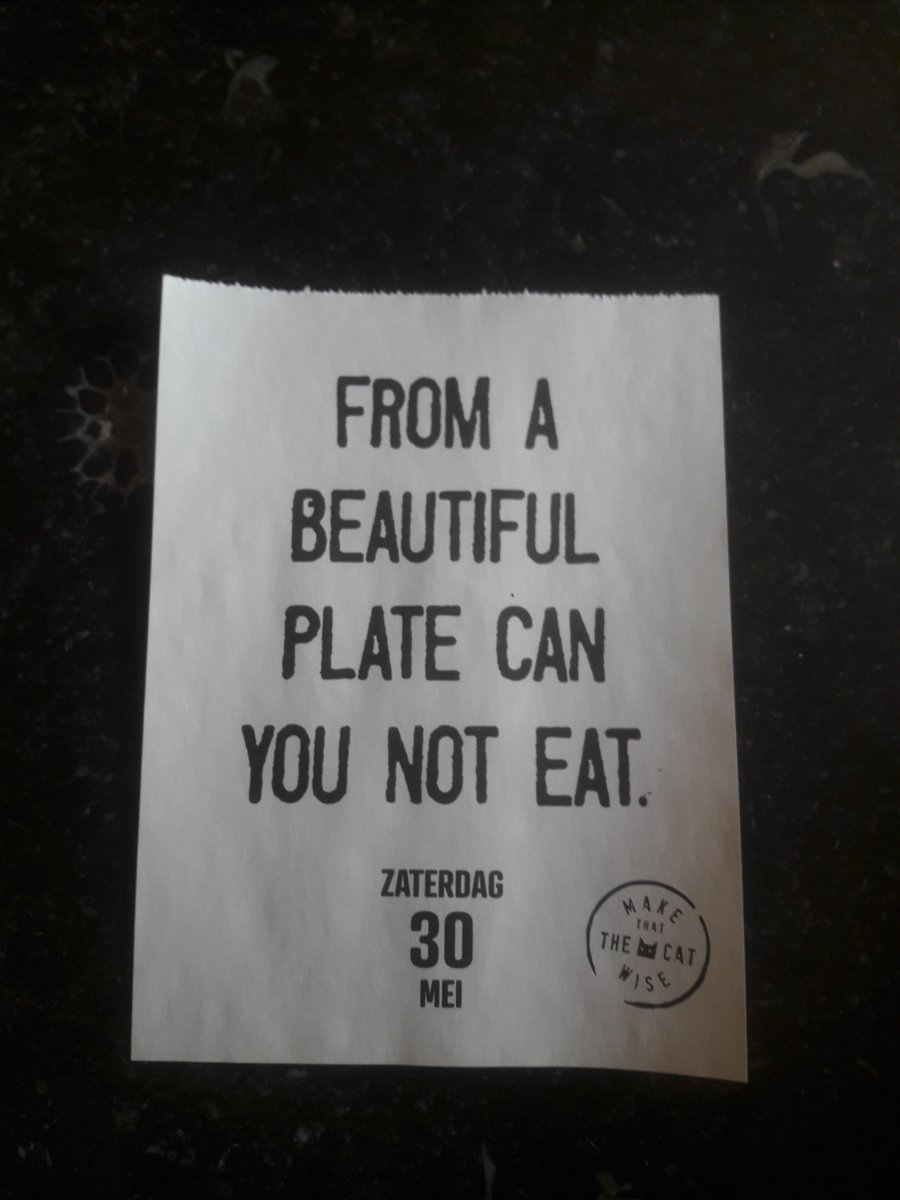 FROM A
BEAUTIFUL
PLATE CAN
YOU NOT EAT.
ZATERDAG
30
MEI
MAKE
THAT
THE CAT
WISE